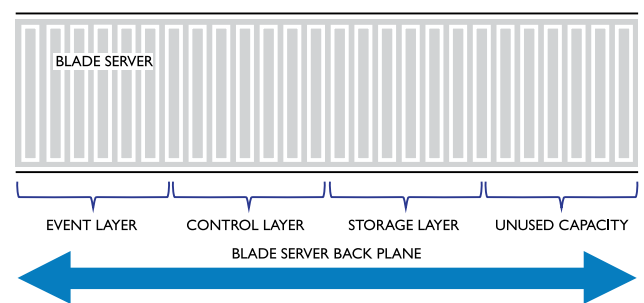 BLADE SERVER
EVENT LAYER
CONTROL LAYER
STORAGE LAYER
UNUSED CAPACITY
BLADE SERVER BACK PLANE